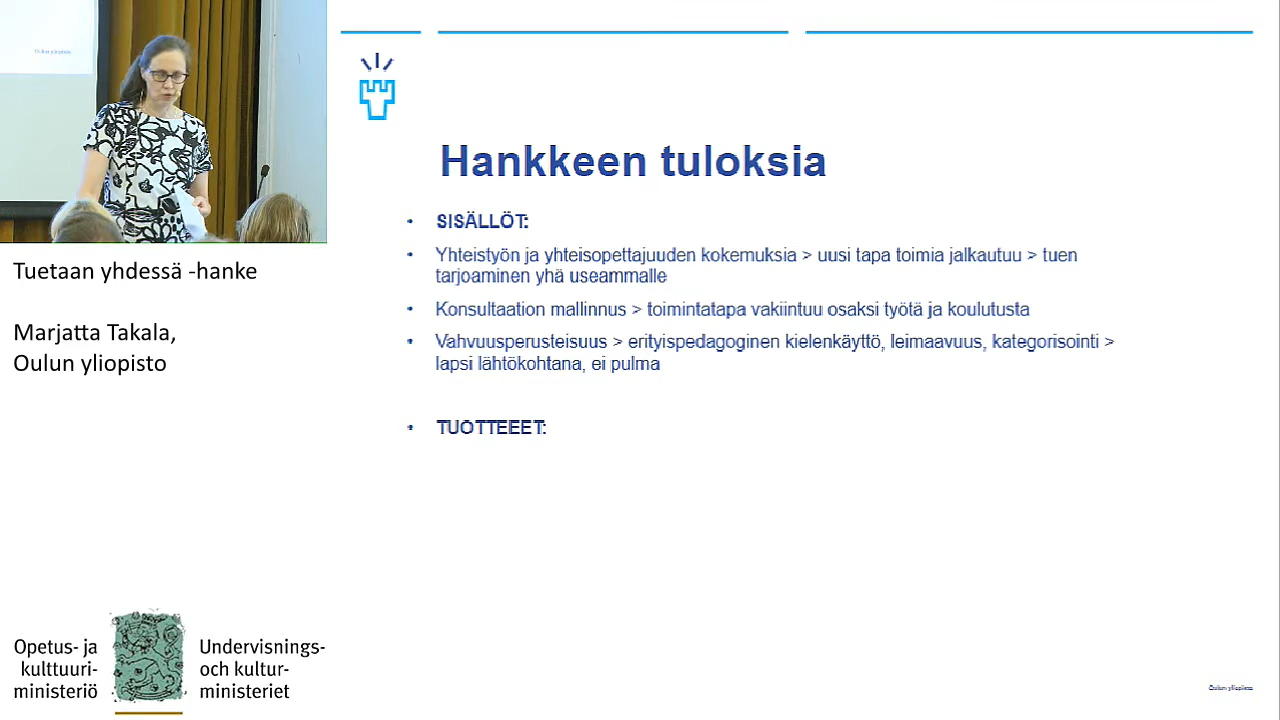 Tuetaan yhdessä -hanke
Marjatta Takala,
Oulun yliopisto
Opetus- ja
kulttuuri-
ministeriö
Undervisnings-
och kultur-
ministeriet
Hankkeen tuloksia
• SISÄLLÖT:
• Yhteistyön ja yhteisopettajuuden kokemuksia > uusi tapa toimia jalkautuu > tuen
tarjoaminen yhä useammalle
• Konsultaation mallinnus > toimintatapa vakiintuu osaksi työtä ja koulutusta
• Vahvuusperusteisuus > erityispedagoginen kielenkäyttö, leimaavuus, kategorisointi >
lapsi lähtökohtana, ei pulma
• TUOTTEEET:
Oulun yliopisto